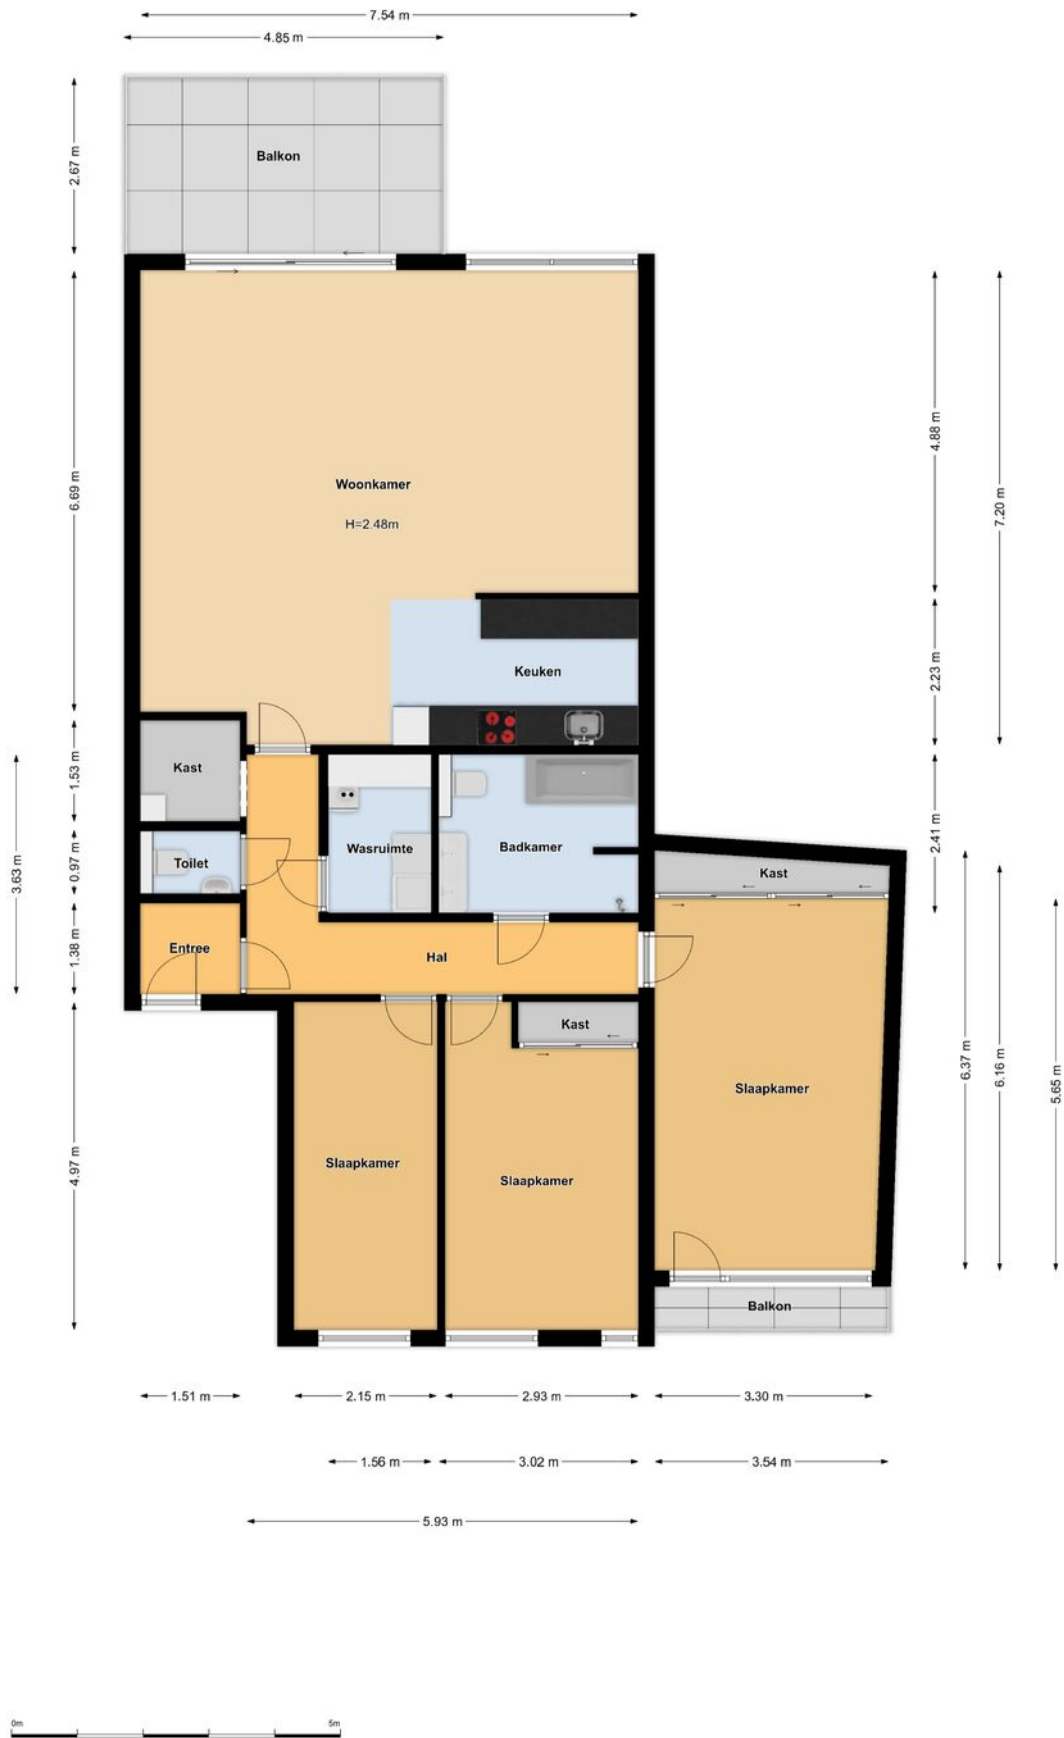 7.54 m
4.85 m
2.67 m
Balkon
6.69 m
4.88 m
7.20 m
Woonkamer
H=2.48m
2.23 m
Keuken
1.53 m
3.63 m
Kast
2.41 m
0.97 m
Toilet
Wasruimte
Badkamer
Kast
1.38 m
Entree
Hal
Kast
6.37 m
6.16 m
5.65 m
4.97 m
Slaapkamer
Slaapkamer
Slaapkamer
Balkon
1.51 m
2.15 m
2.93 m
3.30 m
1.56 m
3.02 m
3.54 m
5.93 m
0m
5m